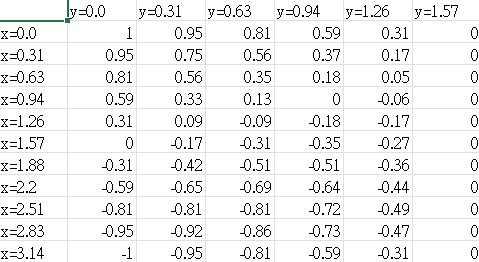 y=0.0 y=0.31 y=0.63 y=0.94 y=1.26 y=1.57
x=0.0 1 0.95 0.81 0.59 0.31 0
x=0.31 0.95 0.75 0.56 0.37 0.17 0
x=0.63 0.81 0.56 0.35 0.18 0.05 0
x=0.94 0.59 0.33 0.13 0 -0.06 0
x=1.26 0.31 0.09 -0.09 -0.18 -0.17 0
x=1.57 0 -0.17 -0.31 -0.35 -0.27 0
x=1.88 -0.31 -0.42 -0.51 -0.51 -0.36 0
x=2.2 -0.59 -0.65 -0.69 -0.64 -0.44 0
x=2.51 -0.81 -0.81 -0.81 -0.72 -0.49 0
x=2.83 -0.95 -0.92 -0.86 -0.73 -0.47 0
x=3.14 -1 -0.95 -0.81 -0.59 -0.31 0